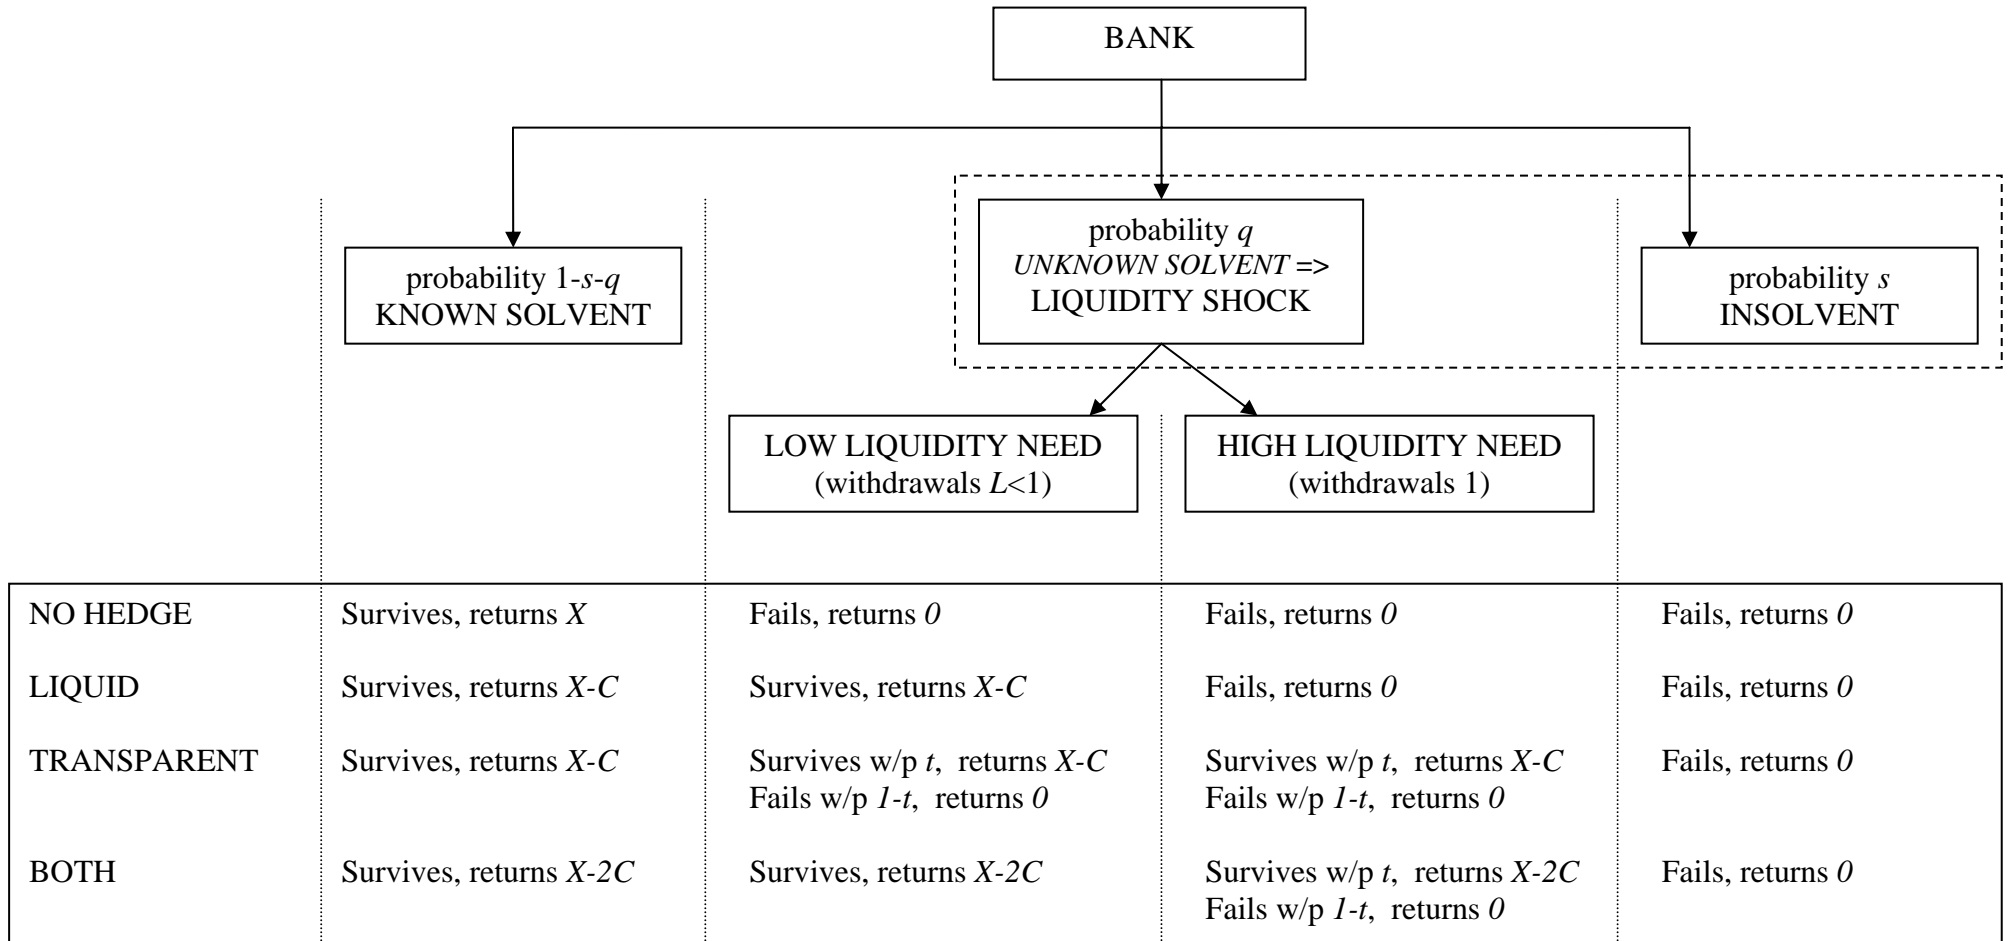 BANK
probability q
UNKNOWN SOLVENT =>
LIQUIDITY SHOCK
probability 1-s-q
KNOWN SOLVENT
probability s
INSOLVENT
LOW LIQUIDITY NEED
(withdrawals L<1)
HIGH LIQUIDITY NEED
(withdrawals 1)
NO HEDGE
Survives, returns X
Fails, returns 0
Fails, returns 0
Fails, returns 0
LIQUID
Survives, returns X-C
Survives, returns X-C
Fails, returns 0
Fails, returns 0
TRANSPARENT
Survives, returns X-C
Survives w/p t, returns X-C
Fails w/p 1-t, returns 0
Survives w/p t, returns X-C
Fails w/p 1-t, returns 0
Fails, returns 0
BOTH
Survives, returns X-2C
Survives, returns X-2C
Survives w/p t, returns X-2C
Fails w/p 1-t, returns 0
Fails, returns 0